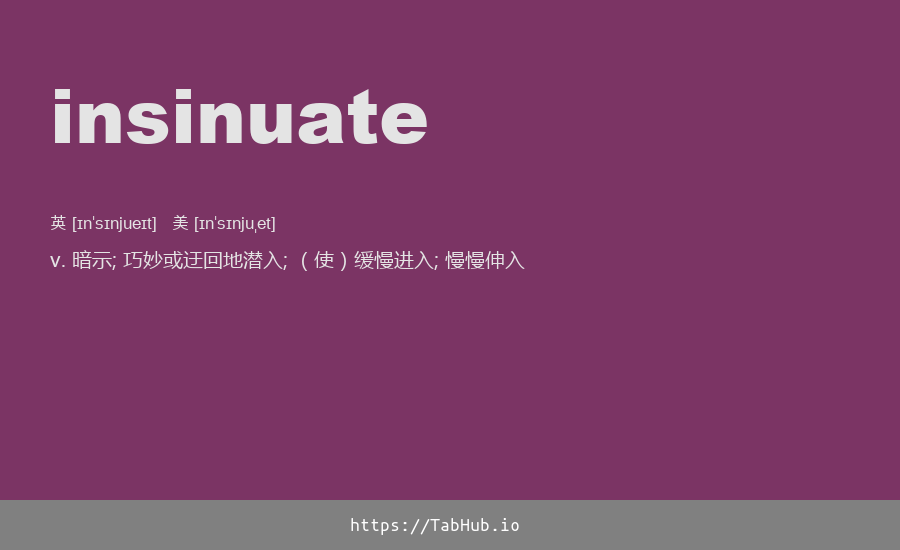 insinuate
英 [ɪnˈsɪnjueɪt] 美 [ɪnˈsɪnjuˌet]
v. 暗示; 巧妙或迂回地潜入; （使）缓慢进入; 慢慢伸入
https://TabHub.io